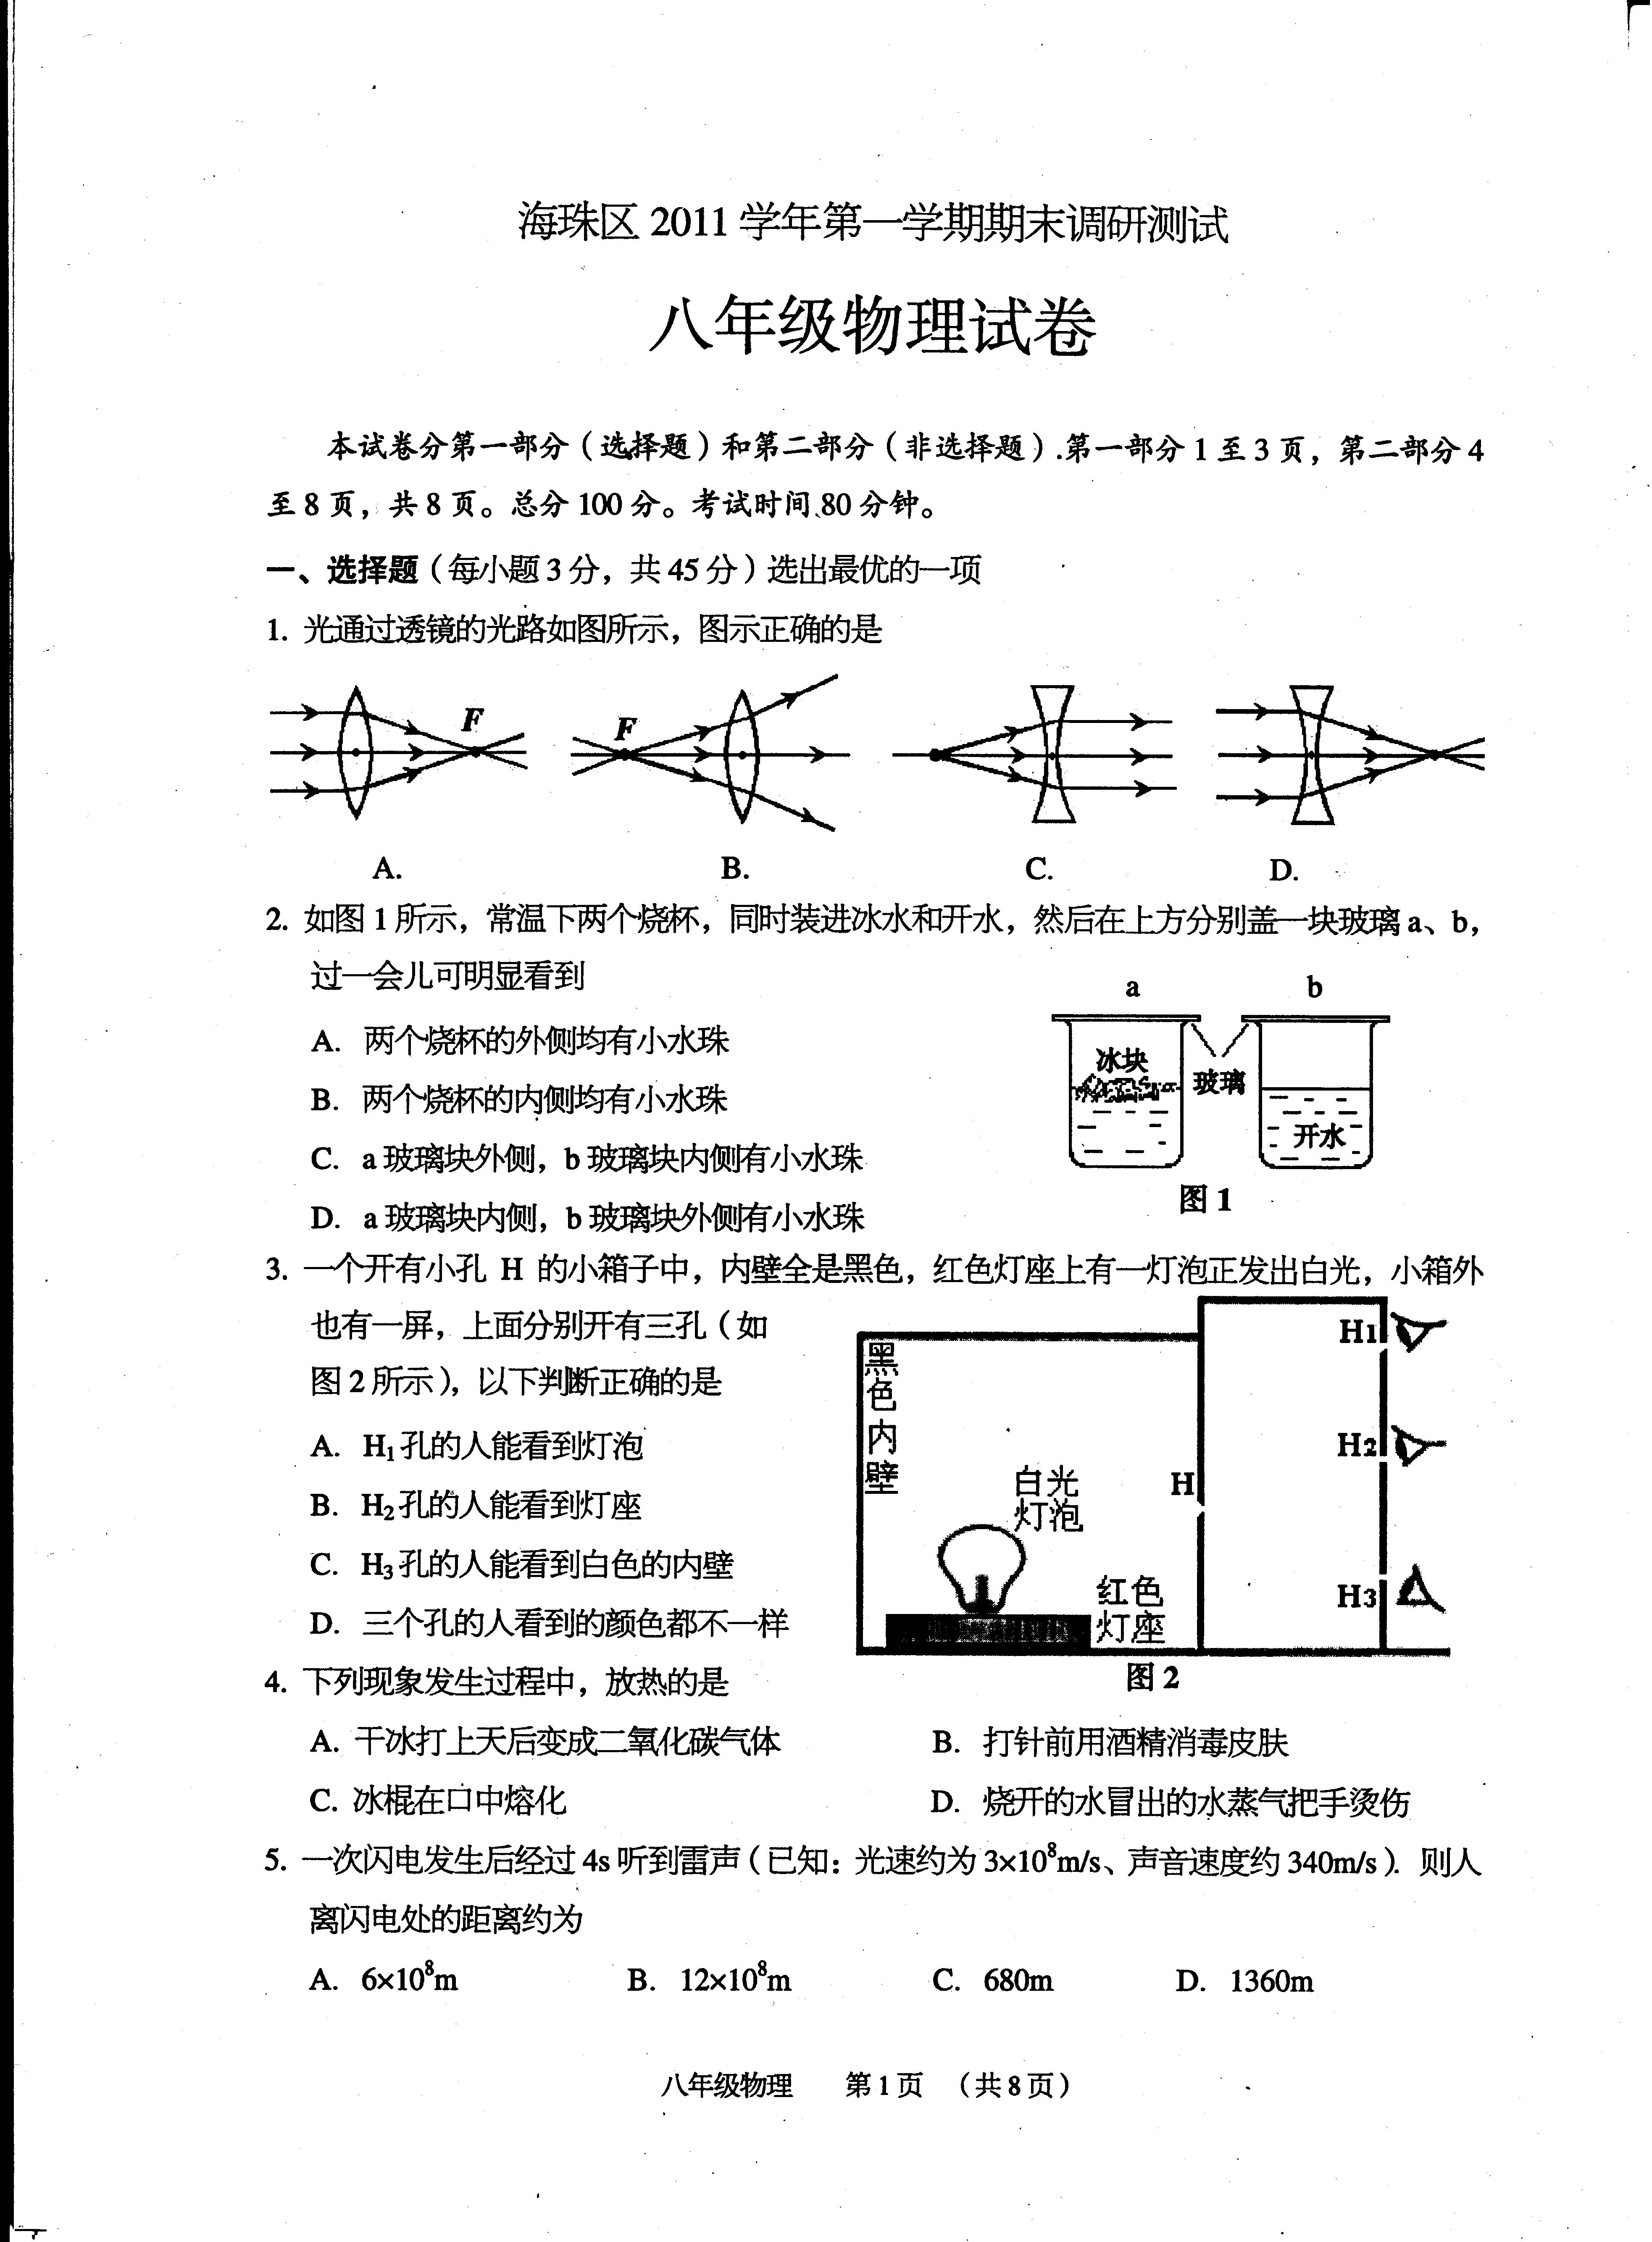 海珠区 2011 学年第一学期期末调研测试
八年级物理试卷
本试卷分第一部分（选择题）和第二部分（非选择题）.第一部分 1 至 3 页，第二部分 4
至 8 页，共 8 页。总分 100 分。考试时间 80 分钟。
一、选择题（每小题 3 分，共 45 分）选出最优的一项
1. 光通过透镜的光路如图所示，图示正确的是
F
F
A.
B.
C.
D.
2. 如图 1 所示，常温下两个烧杯，同时装进冰水和开水，然后在上方分别盖一块玻璃 a、b，
过一会儿可明显看到
a
b
A. 两个烧杯的外侧均有小水珠
冰块
玻璃
B. 两个烧杯的内侧均有小水珠
开水
C. a 玻璃块外侧，b 玻璃块内侧有小水珠
图 1
D. a 玻璃块内侧，b 玻璃块外侧有小水珠
3. 一个开有小孔 H 的小箱子中，内壁全是黑色，红色灯座上有一灯泡正发出白光，小箱外
也有一屏，上面分别开有三孔（如
图 2 所示），以下判断正确的是
A. H₁孔的人能看到灯泡
B. H₂孔的人能看到灯座
C. H₃孔的人能看到白色的内壁
D. 三个孔的人看到的颜色都不一样
黑色内壁
白光
灯泡
H
H1
H2
H3
红色
灯座
图 2
4. 下列现象发生过程中，放热的是
A. 干冰打上天后变成二氧化碳气体
B. 打针前用酒精消毒皮肤
C. 冰棍在口中熔化
D. 烧开的水冒出的水蒸气把手烫伤
5. 一次闪电发生后经过 4s 听到雷声（已知：光速约为 3×10⁸m/s、声音速度约 340m/s）. 则人
离闪电处的距离约为
A. 6×10⁸m
B. 12×10⁸m
C. 680m
D. 1360m
八年级物理 第 1 页 （共 8 页）